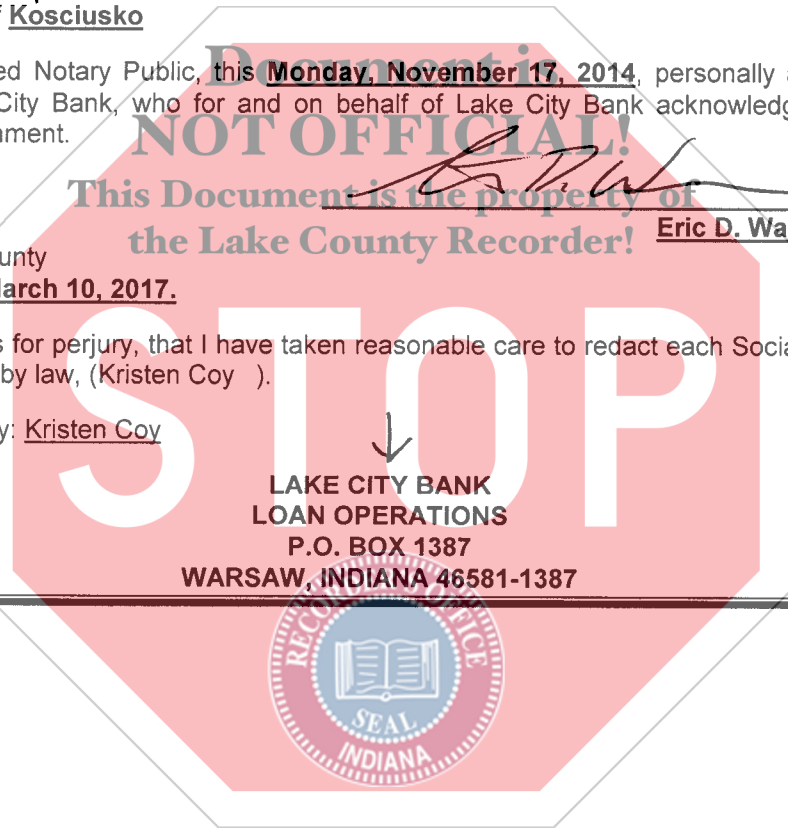 Kosciusko
ed Notary Public, this Monday, November 17, 2014, personally a
City Bank, who for and on behalf of Lake City Bank acknowledg
nment.
Document is
NOT OFFICIAL!
This Document is the property of
the Lake County Recorder!
Eric D. Wa
unty
March 10, 2017.
s for perjury, that I have taken reasonable care to redact each Socia
by law, (Kristen Coy ).
y: Kristen Coy
STOP
LAKE CITY BANK
LOAN OPERATIONS
P.O. BOX 1387
WARSAW, INDIANA 46581-1387
RECORDER'S OFFICE
SEAL
INDIANA